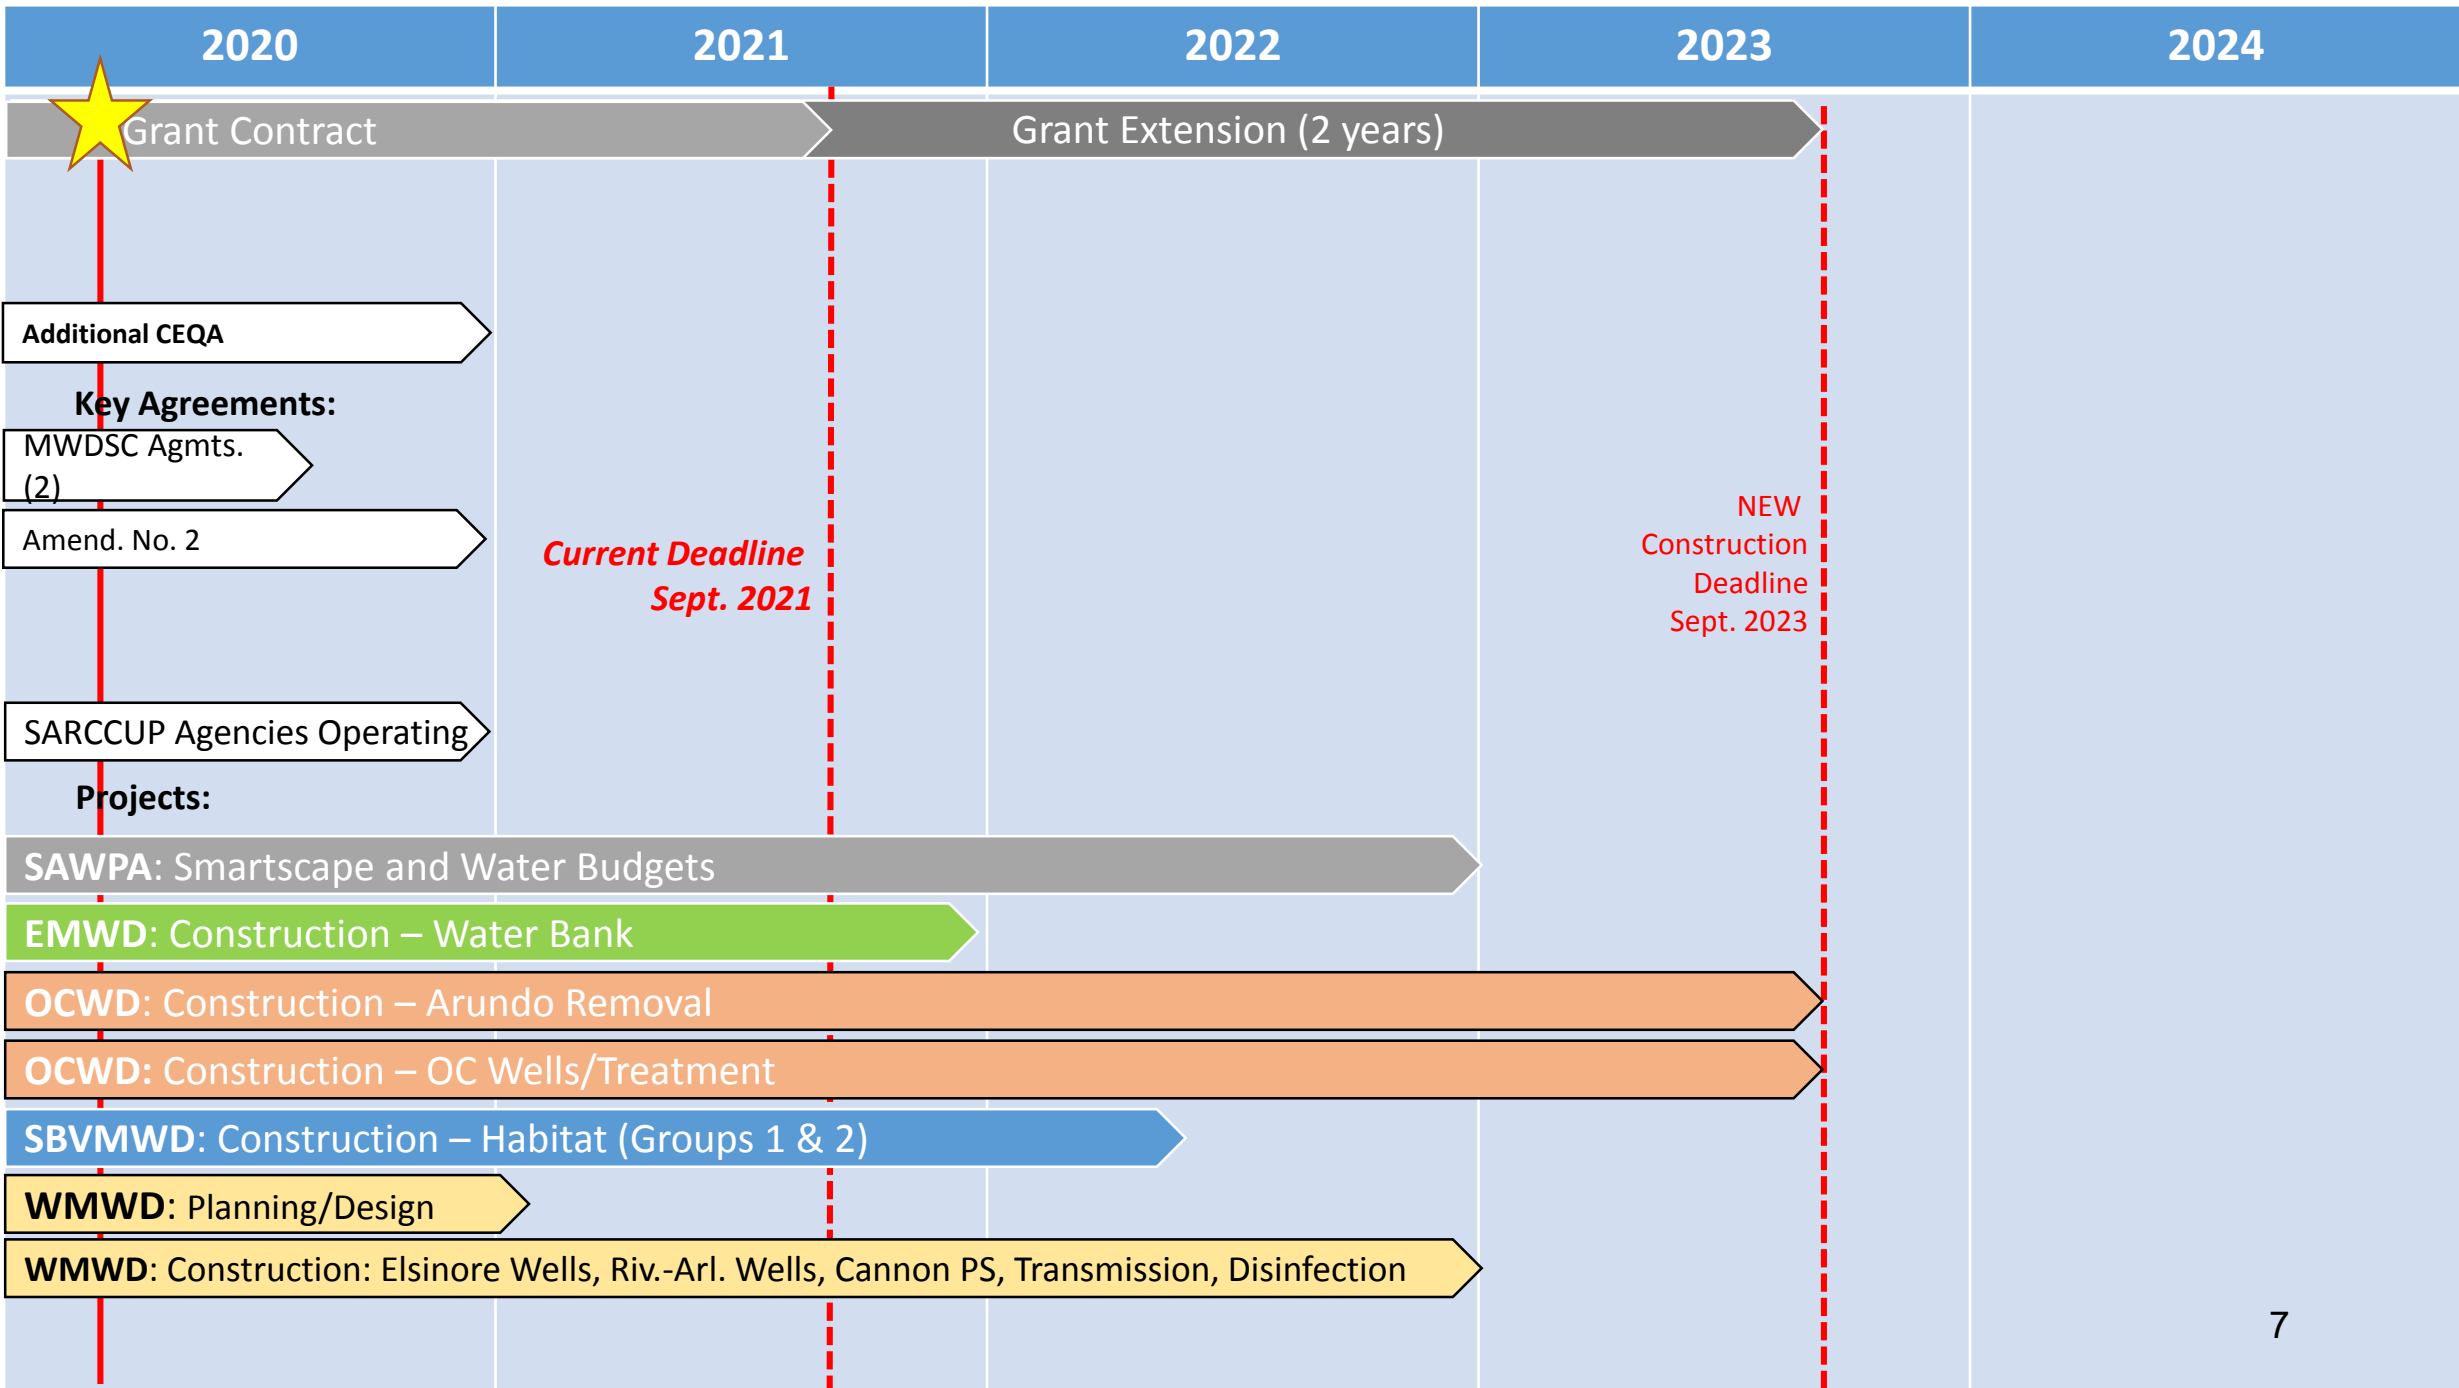 2020 2021 2022 2023 2024
Grant Contract
Grant Extension (2 years)
Additional CEQA
Key Agreements:
MWDSC Agmts.
(2)
Amend. No. 2
Current Deadline
Sept. 2021
NEW
Construction
Deadline
Sept. 2023
SARCCUP Agencies Operating
Projects:
SAWPA: Smartscape and Water Budgets
EMWD: Construction – Water Bank
OCWD: Construction – Arundo Removal
OCWD: Construction – OC Wells/Treatment
SBVMWD: Construction – Habitat (Groups 1 & 2)
WMWD: Planning/Design
WMWD: Construction: Elsinore Wells, Riv.-Arl. Wells, Cannon PS, Transmission, Disinfection
7